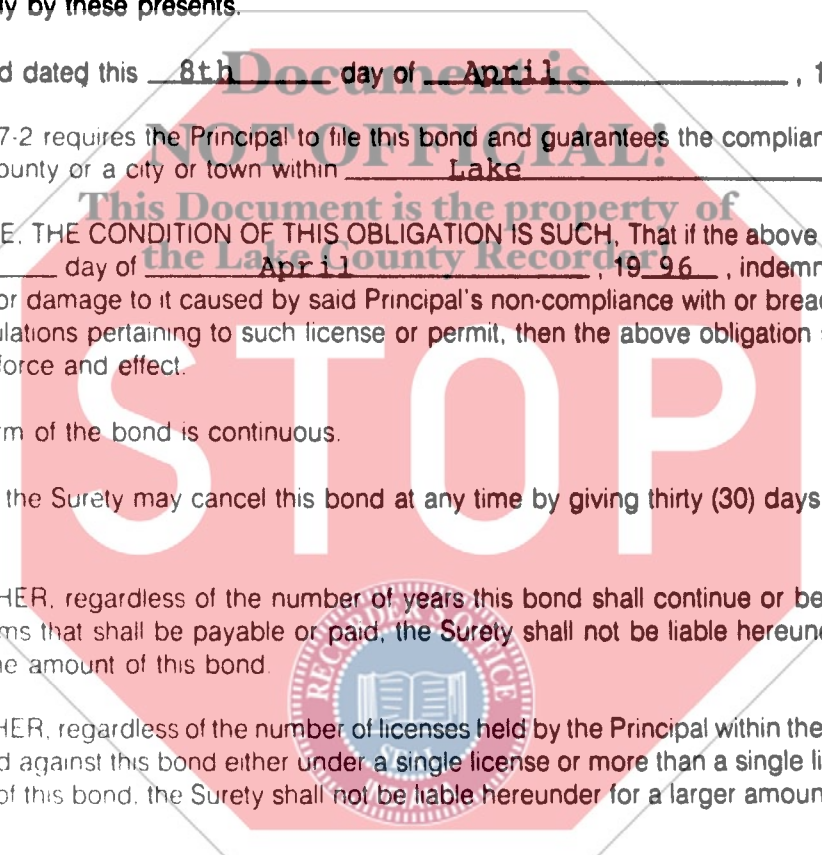 ly by these presents.
d dated this 8th day of April , 1
Document is
7-2 requires the Principal to file this bond and guarantees the complian
NOT OFFICIAL!
ounty or a city or town within Lake
This Document is the property of
E, THE CONDITION OF THIS OBLIGATION IS SUCH, That if the above
the Lake County Recorder!
day of April , 19 96 , indemn
or damage to it caused by said Principal's non-compliance with or breac
ulations pertaining to such license or permit, then the above obligation s
force and effect.
rm of the bond is continuous.
STOP
the Surety may cancel this bond at any time by giving thirty (30) days
HER, regardless of the number of years this bond shall continue or be
ms that shall be payable or paid, the Surety shall not be liable hereunde
e amount of this bond.
RECORDER'S OFFICE
HER, regardless of the number of licenses held by the Principal within the
SEAL
d against this bond either under a single license or more than a single li
INDIANA
of this bond, the Surety shall not be liable hereunder for a larger amoun